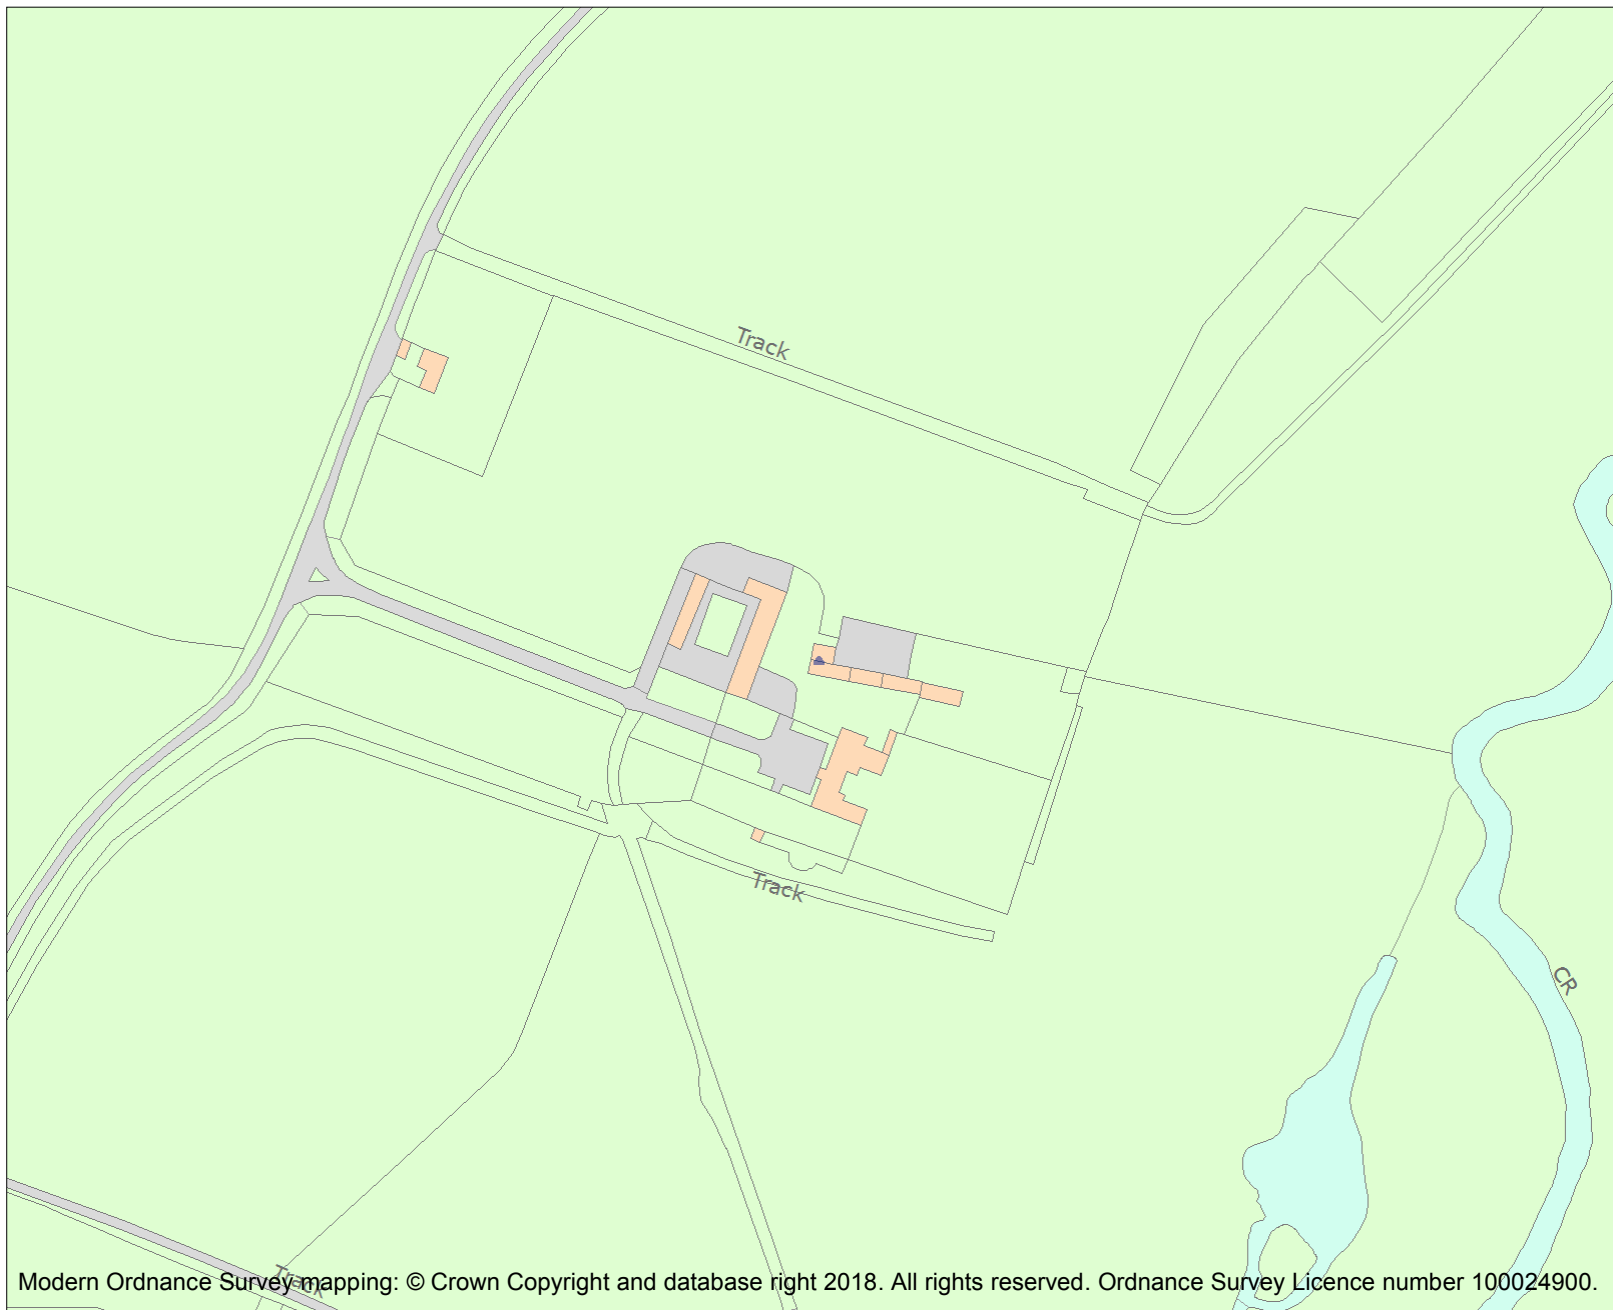 Track
Track
CR
Track
Modern Ordnance Survey mapping: © Crown Copyright and database right 2018. All rights reserved. Ordnance Survey Licence number 100024900.